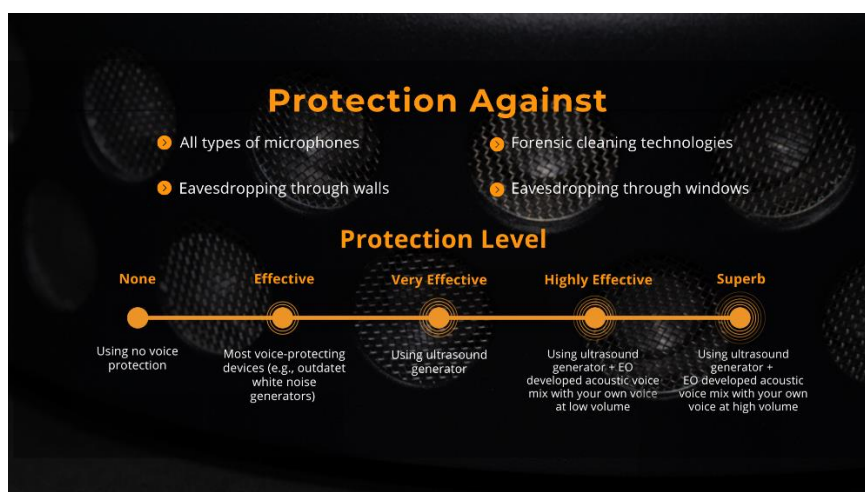 Protection Against
All types of microphones
Forensic cleaning technologies
Eavesdropping through walls
Eavesdropping through windows
Protection Level
None
Effective
Very Effective
Highly Effective
Superb
Using no voice
protection
Most voice-protecting
devices (e.g., outdatet
white noise
generators)
Using ultrasound
generator
Using ultrasound
generator + EO
developed acoustic voice
mix with your own voice
at low volume
Using ultrasound
generator +
EO developed acoustic
voice mix with your own
voice at high volume